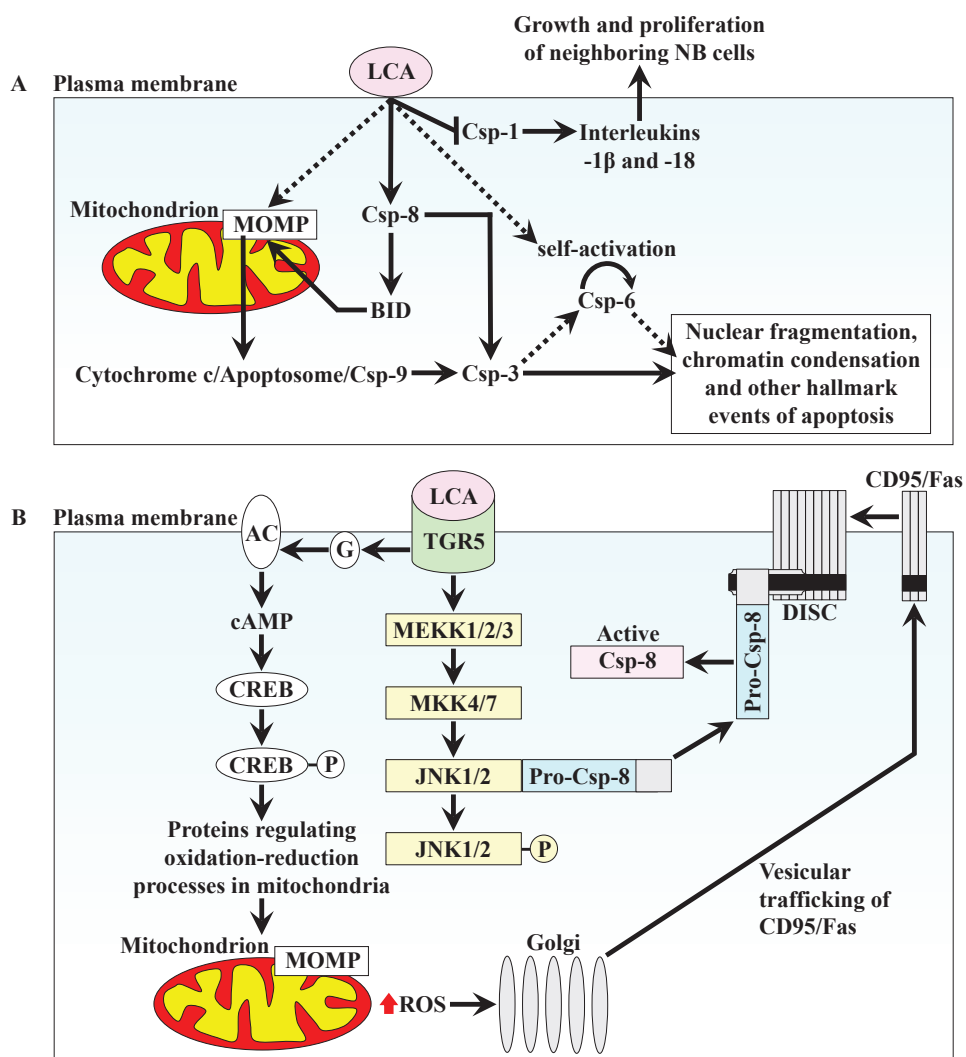 Growth and proliferation
of neighboring NB cells
A
Plasma membrane
LCA
Csp-1
Interleukins
-1β and -18
Mitochondrion
MOMP
Csp-8
self-activation
BID
Csp-6
Cytochrome c/Apoptosome/Csp-9
Csp-3
Nuclear fragmentation,
chromatin condensation
and other hallmark
events of apoptosis
B
Plasma membrane
LCA
TGR5
G
AC
CD95/Fas
DISC
cAMP
MEKK1/2/3
Active
Csp-8
Pro-Csp-8
CREB
MKK4/7
CREB
P
JNK1/2
Pro-Csp-8
JNK1/2
P
Proteins regulating
oxidation-reduction
processes in mitochondria
Vesicular
trafficking of
CD95/Fas
Mitochondrion
MOMP
ROS
Golgi